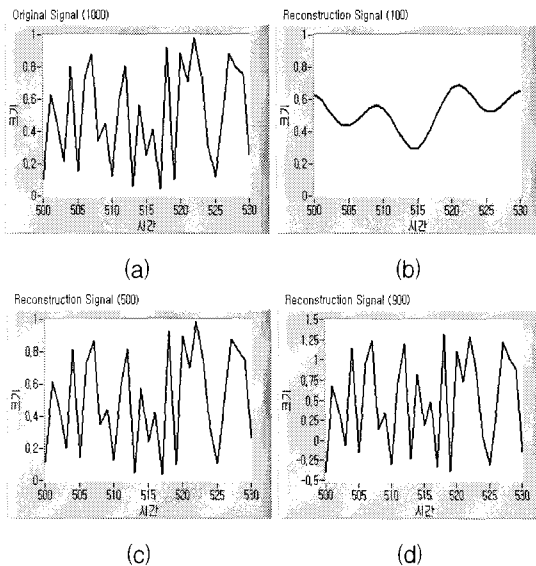 Original Signal (1000)
1-
0.8-
0.6-
0.4-
0.2-
0-
크기
500 505 510 515 520 525 530
시간
(a)
Reconstruction Signal (100)
1-
0.8-
0.6-
0.4-
0.2-
0-
크기
500 505 510 515 520 525 530
시간
(b)
Reconstruction Signal (500)
1-
0.8-
0.6-
0.4-
0.2-
0-
크기
500 505 510 515 520 525 530
시간
(c)
Reconstruction Signal (900)
1.5-
1.25-
1-
0.75-
0.5-
0.25-
0-
-0.25-
-0.5-
크기
500 505 510 515 520 525 530
시간
(d)